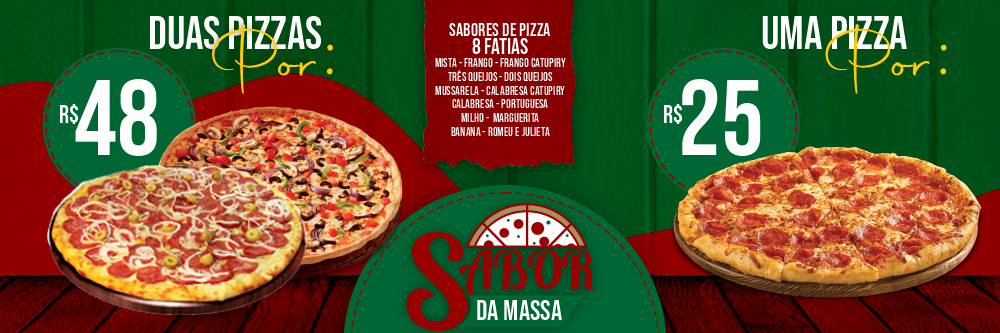 DUAS PIZZAS
Por:
R$48
SABORES DE PIZZA
8 FATIAS
MISTA - FRANGO - FRANGO CATUPIRY
TRÊS QUEIJOS - DOIS QUEIJOS
MUSSARELA - CALABRESA CATUPIRY
CALABRESA - PORTUGUESA
MILHO - MARGUERITA
BANANA - ROMEU E JULIETA
UMA PIZZA
Por:
R$25
SABOR
DA MASSA